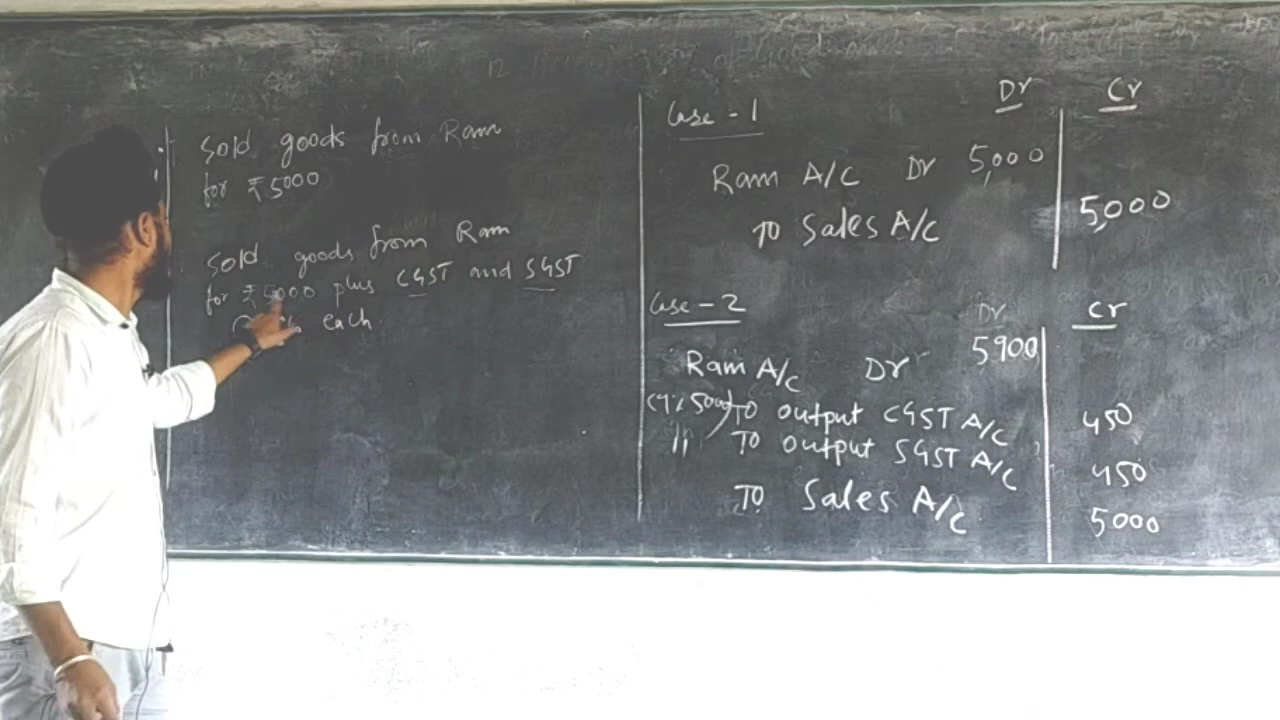 Sold goods from Ram
for ₹5000
Sold goods from Ram
for ₹5000 plus CGST and SGST
@ % each.
Case - 1
Dr Cr
Ram A/C Dr 5,000
To Sales A/C 5,000
Case - 2
Dr Cr
Ram A/C Dr 5900
To output CGST A/C 450
To output SGST A/C 450
To Sales A/C 5000